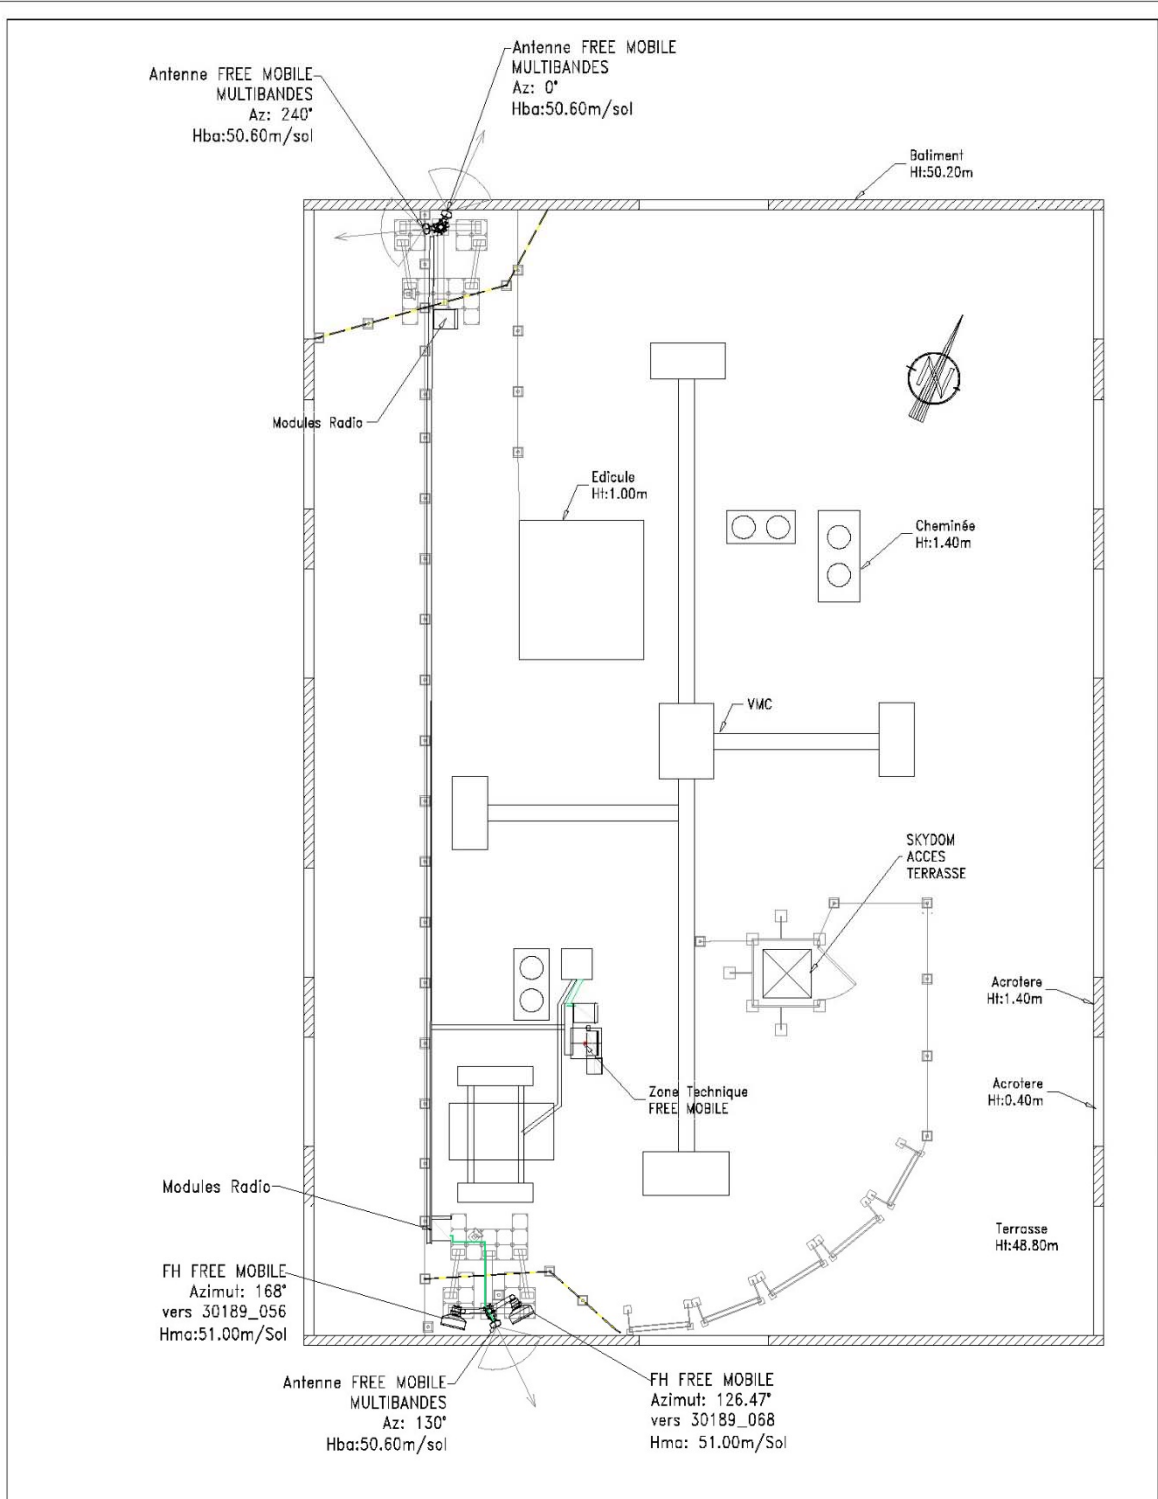 Antenne FREE MOBILE
MULTIBANDES
Az: 0°
Hba:50.60m/sol
Antenne FREE MOBILE
MULTIBANDES
Az: 240°
Hba:50.60m/sol
Batiment
Ht:50.20m
Modules Radio
Edicule
Ht:1.00m
Cheminée
Ht:1.40m
VMC
SKYDOM
ACCES
TERRASSE
Acrotere
Ht:1.40m
Zone Technique
FREE MOBILE
Acrotere
Ht:0.40m
Modules Radio
Terrasse
Ht:48.80m
FH FREE MOBILE
Azimut: 168°
vers 30189_056
Hma:51.00m/Sol
Antenne FREE MOBILE
MULTIBANDES
Az: 130°
Hba:50.60m/sol
FH FREE MOBILE
Azimut: 126.47°
vers 30189_068
Hma: 51.00m/Sol